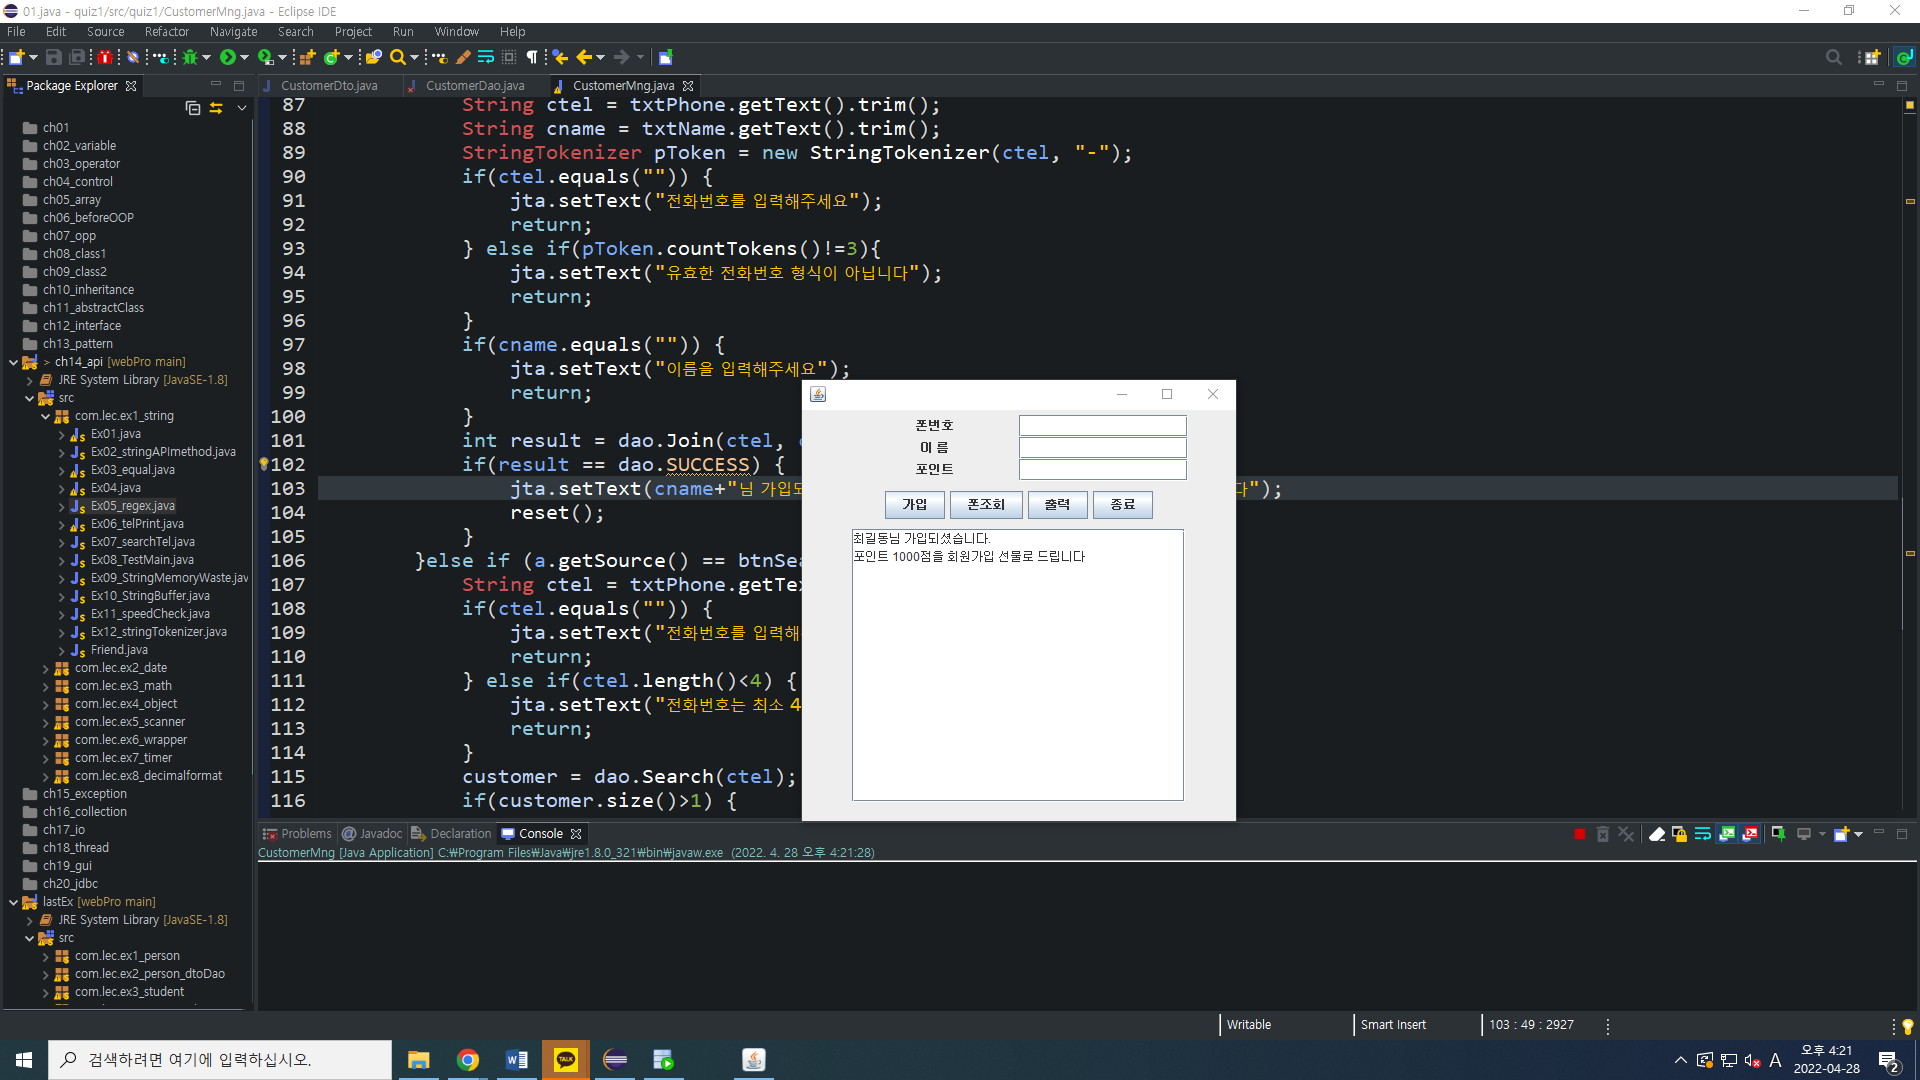 01.java - quiz1/src/quiz1/CustomerMng.java - Eclipse IDE
File Edit Source Refactor Navigate Search Project Run Window Help
Package Explorer
CustomerDto.java CustomerDao.java CustomerMng.java
ch01
ch02_variable
ch03_operator
ch04_control
ch05_array
ch06_beforeOOP
ch07_opp
ch08_class1
ch09_class2
ch10_inheritance
ch11_abstractClass
ch12_interface
ch13_pattern
> ch14_api [webPro main]
JRE System Library [JavaSE-1.8]
src
com.lec.ex1_string
Ex01.java
Ex02_stringAPImethod.java
Ex03_equal.java
Ex04.java
Ex05_regex.java
Ex06_telPrint.java
Ex07_searchTel.java
Ex08_TestMain.java
Ex09_StringMemoryWaste.jav
Ex10_StringBuffer.java
Ex11_speedCheck.java
Ex12_stringTokenizer.java
Friend.java
com.lec.ex2_date
com.lec.ex3_math
com.lec.ex4_object
com.lec.ex5_scanner
com.lec.ex6_wrapper
com.lec.ex7_timer
com.lec.ex8_decimalformat
ch15_exception
ch16_collection
ch17_io
ch18_thread
ch19_gui
ch20_jdbc
lastEx [webPro main]
JRE System Library [JavaSE-1.8]
src
com.lec.ex1_person
com.lec.ex2_person_dtoDao
com.lec.ex3_student
87 String ctel = txtPhone.getText().trim();
88 String cname = txtName.getText().trim();
89 StringTokenizer pToken = new StringTokenizer(ctel, "-");
90 if(ctel.equals("")) {
91 jta.setText("전화번호를 입력해주세요");
92 return;
93 } else if(pToken.countTokens()!=3){
94 jta.setText("유효한 전화번호 형식이 아닙니다");
95 return;
96 }
97 if(cname.equals("")) {
98 jta.setText("이름을 입력해주세요");
99 return;
100 }
101 int result = dao.Join(ctel,
102 if(result == dao.SUCCESS) {
103 jta.setText(cname+"님 가입되 다");
104 reset();
105 }
106 }else if (a.getSource() == btnSea
107 String ctel = txtPhone.getTex
108 if(ctel.equals("")) {
109 jta.setText("전화번호를 입력해
110 return;
111 } else if(ctel.length()<4) {
112 jta.setText("전화번호는 최소 4
113 return;
114 }
115 customer = dao.Search(ctel);
116 if(customer.size()>1) {
폰번호
이 름
포인트
가입 폰조회 출력 종료
최길동님 가입되셨습니다.
포인트 1000점을 회원가입 선물로 드립니다
Problems Javadoc Declaration Console
CustomerMng [Java Application] C:₩Program Files₩Java₩jre1.8.0_321₩bin₩javaw.exe (2022. 4. 28 오후 4:21:28)
Writable Smart Insert 103 : 49 : 2927
검색하려면 여기에 입력하십시오.
TALK
A
오후 4:21
2022-04-28
2